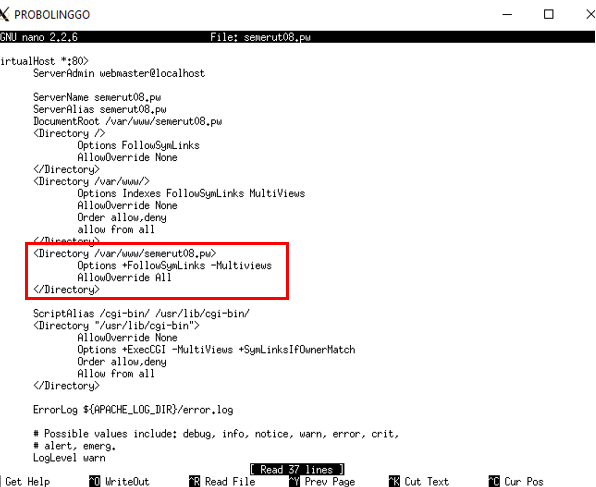 PROBOLINGGO
GNU nano 2.2.6 File: semerut08.pw
irtualHost *:80>
ServerAdmin webmaster@localhost
ServerName semerut08.pw
ServerAlias semerut08.pw
DocumentRoot /var/www/semerut08.pw
<Directory />
Options FollowSymLinks
AllowOverride None
</Directory>
<Directory /var/www/>
Options Indexes FollowSymLinks MultiViews
AllowOverride None
Order allow,deny
allow from all
</Directory>
<Directory /var/www/semerut08.pw>
Options +FollowSymLinks -Multiviews
AllowOverride All
</Directory>
ScriptAlias /cgi-bin/ /usr/lib/cgi-bin/
<Directory "/usr/lib/cgi-bin">
AllowOverride None
Options +ExecCGI -MultiViews +SymLinksIfOwnerMatch
Order allow,deny
Allow from all
</Directory>
ErrorLog ${APACHE_LOG_DIR}/error.log
# Possible values include: debug, info, notice, warn, error, crit,
# alert, emerg.
LogLevel warn
[ Read 37 lines ]
Get Help ^O WriteOut ^R Read File ^Y Prev Page ^K Cut Text ^C Cur Pos